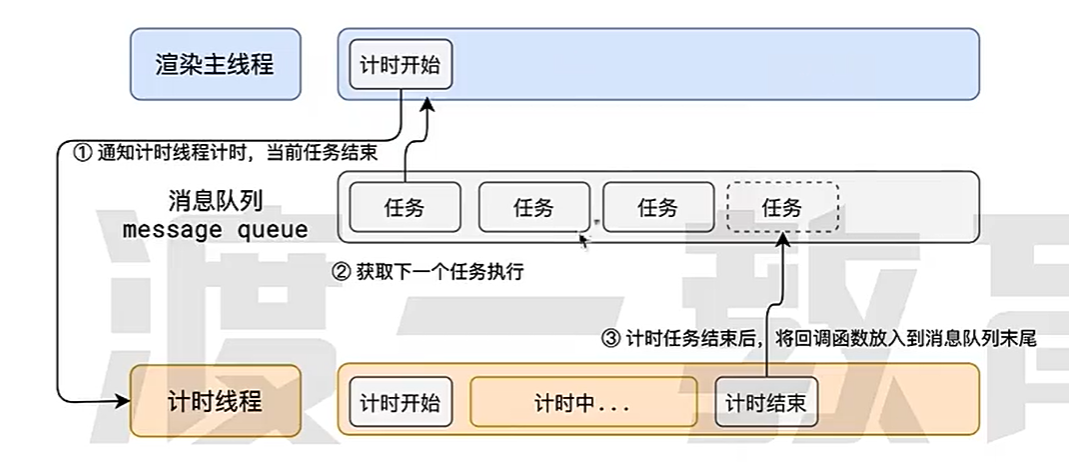 渲染主线程
计时开始
① 通知计时线程计时，当前任务结束
消息队列
message queue
任务
任务
任务
任务
② 获取下一个任务执行
③ 计时任务结束后，将回调函数放入到消息队列末尾
计时线程
计时开始
计时中...
计时结束
渡一教育